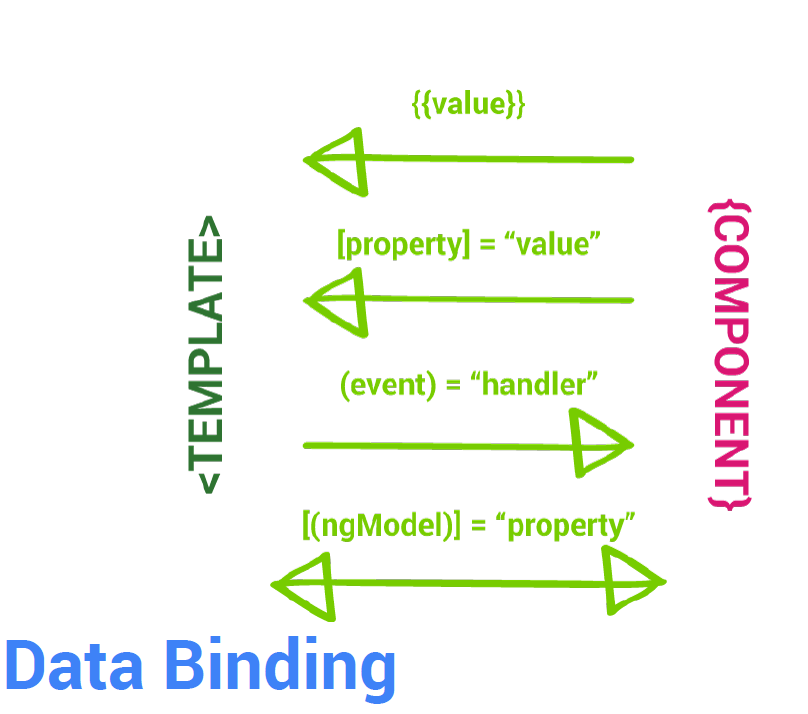 {{value}}
[property] = “value”
(event) = “handler”
[(ngModel)] = “property”
<TEMPLATE>
{COMPONENT}
Data Binding